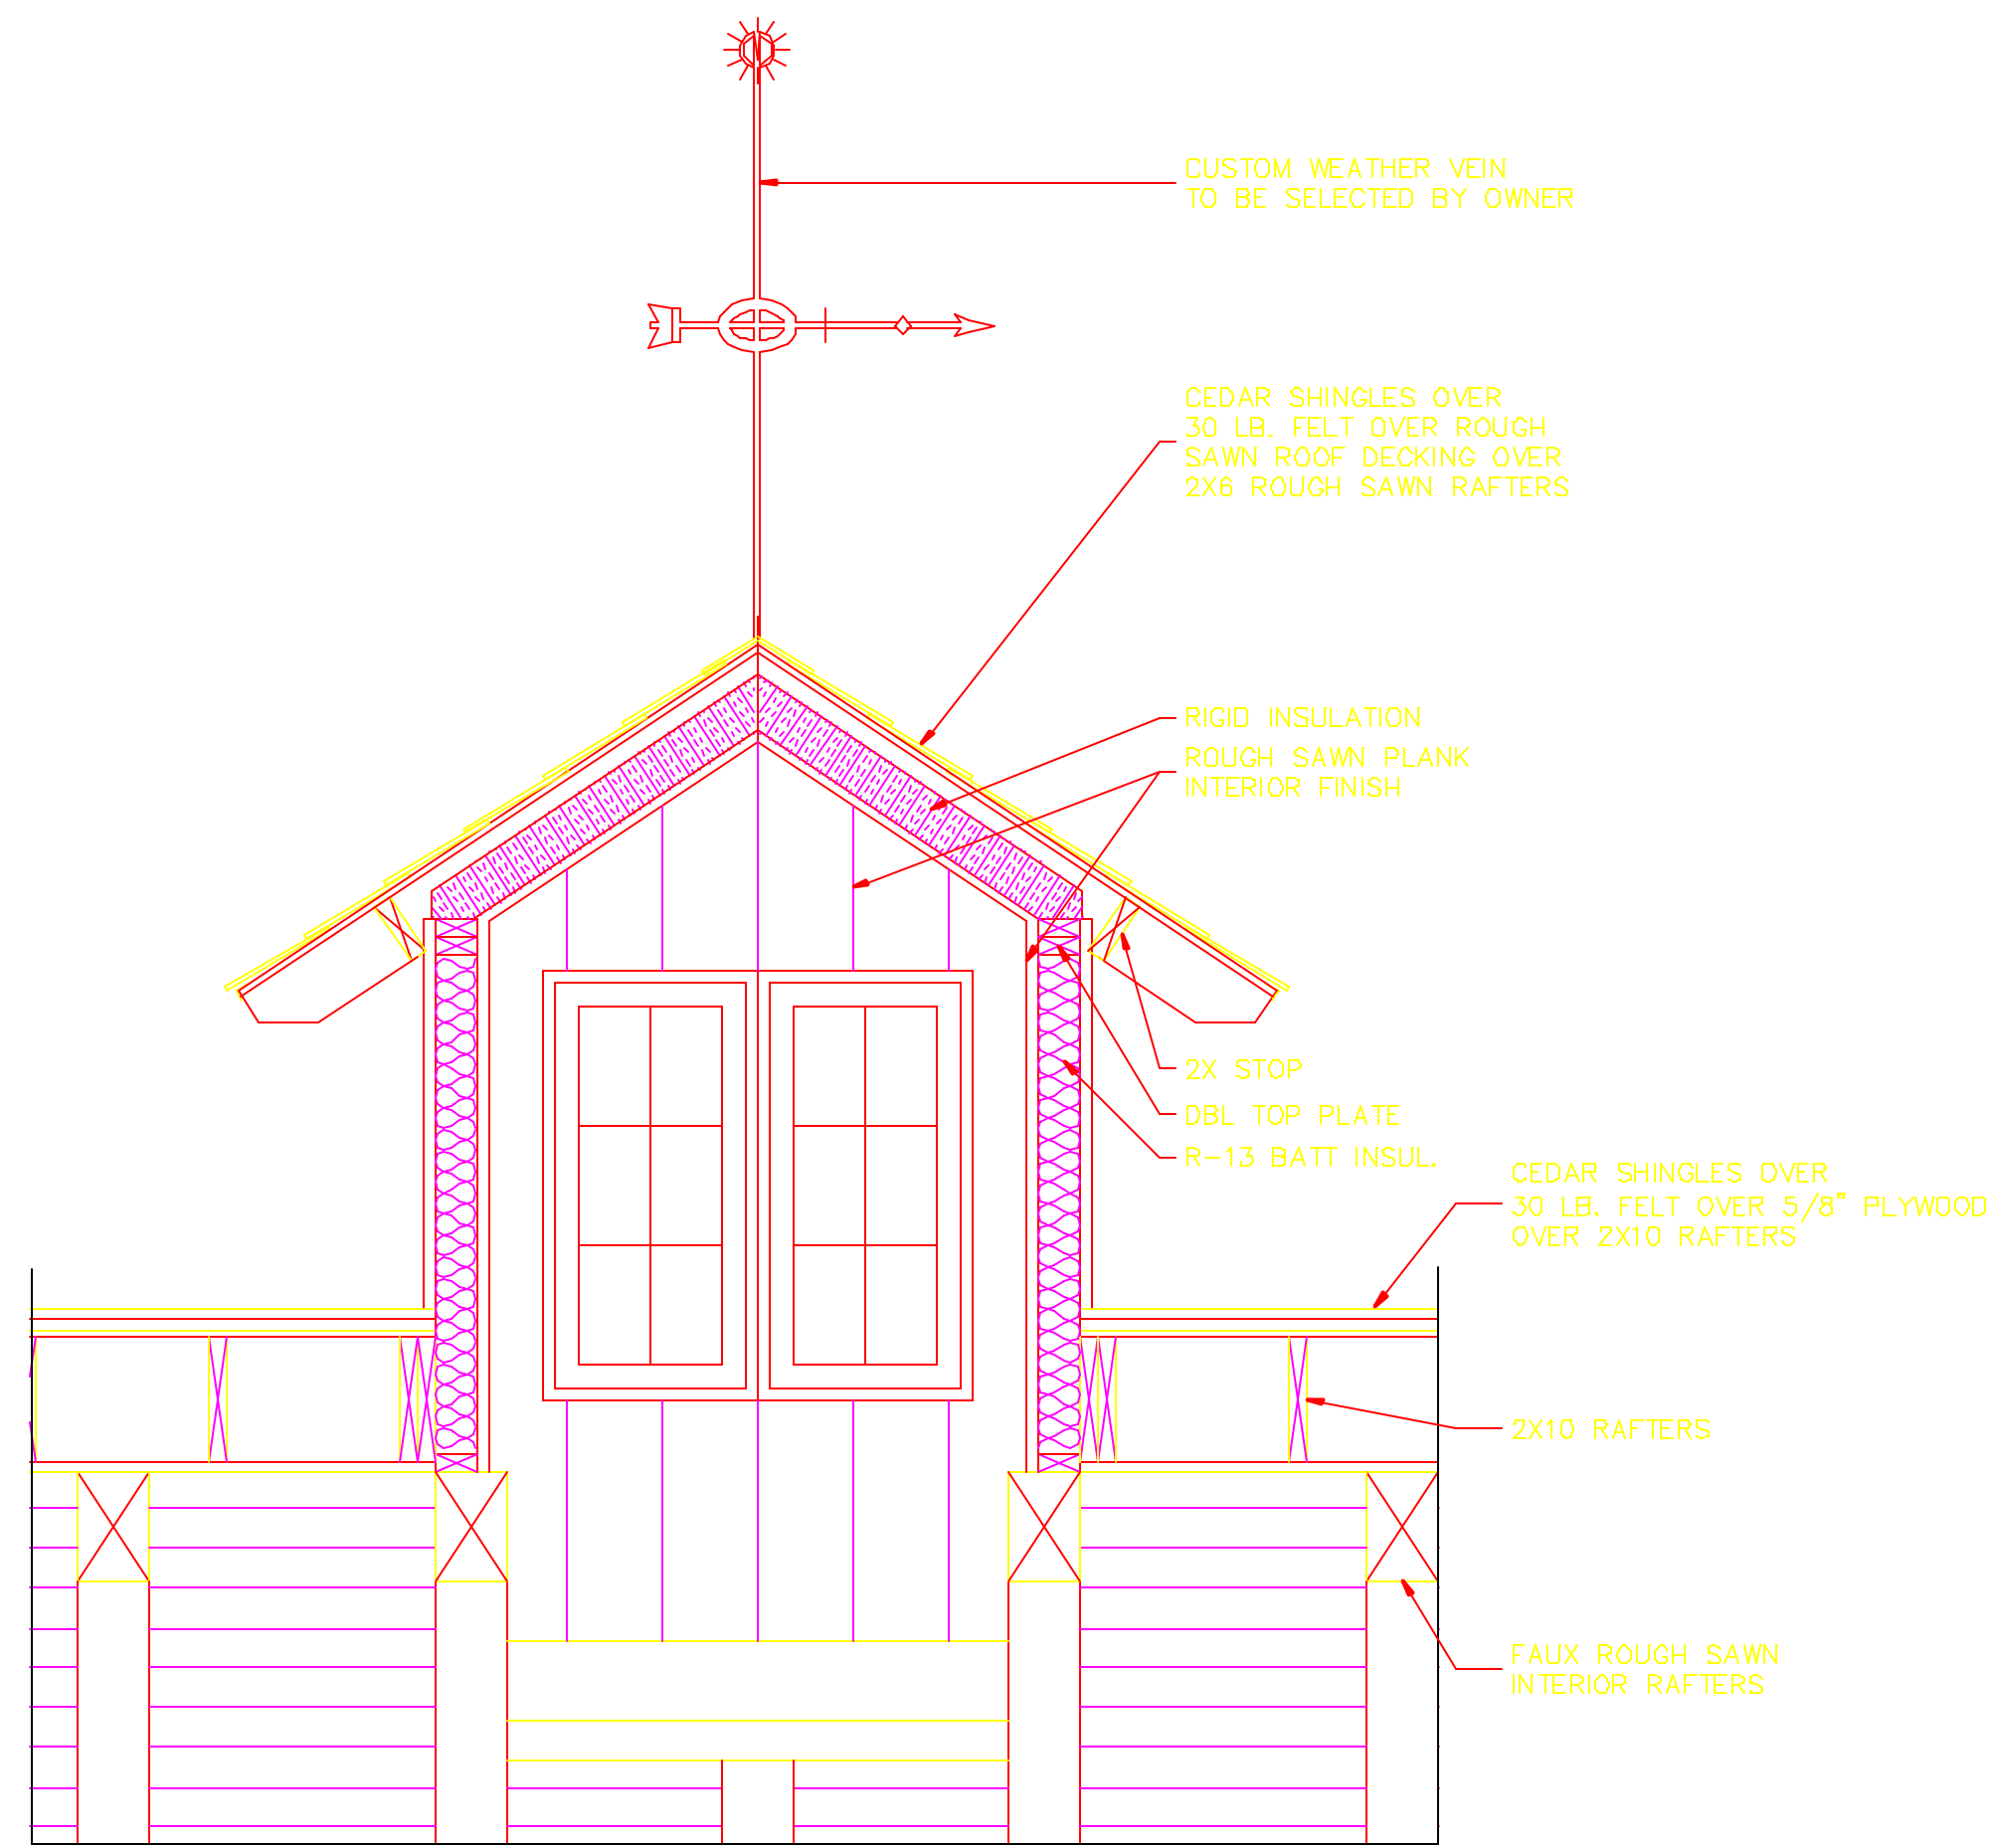 CUSTOM WEATHER VEIN
TO BE SELECTED BY OWNER
CEDAR SHINGLES OVER
30 LB. FELT OVER ROUGH
SAWN ROOF DECKING OVER
2X6 ROUGH SAWN RAFTERS
RIGID INSULATION
ROUGH SAWN PLANK
INTERIOR FINISH
2X STOP
DBL TOP PLATE
R-13 BATT INSUL.
CEDAR SHINGLES OVER
30 LB. FELT OVER 5/8" PLYWOOD
OVER 2X10 RAFTERS
2X10 RAFTERS
FAUX ROUGH SAWN
INTERIOR RAFTERS